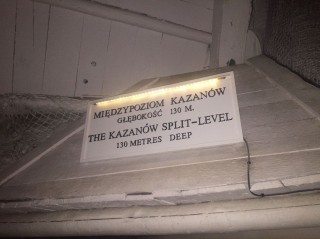 MIĘDZYPOZIOM KAZANÓW
GŁĘBOKOŚĆ 130 M.
THE KAZANÓW SPLIT-LEVEL
130 METRES DEEP